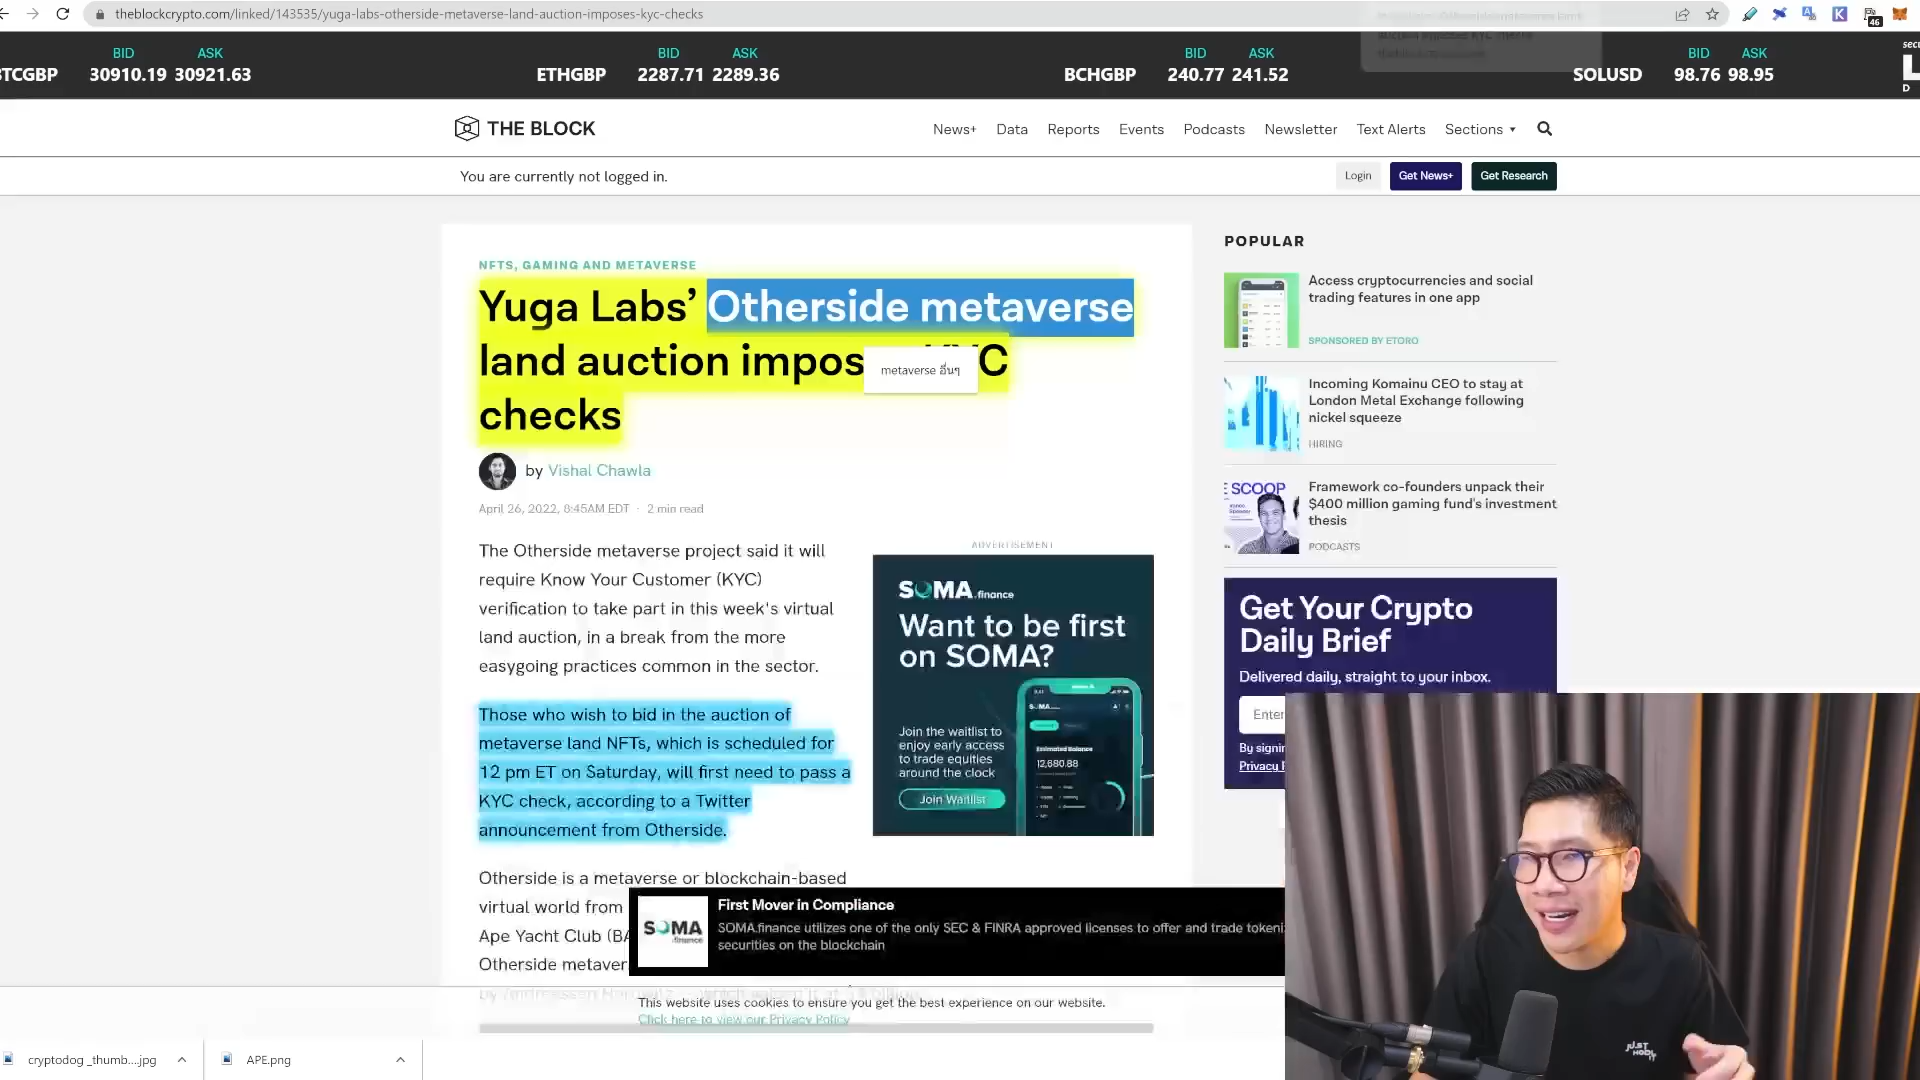 theblockcrypto.com/linked/143535/yuga-labs-otherside-metaverse-land-auction-imposes-kyc-checks
46
BID ASK
TCGBP 30910.19 30921.63
BID ASK
ETHGBP 2287.71 2289.36
BID ASK
BCHGBP 240.77 241.52
BID ASK
SOLUSD 98.76 98.95
THE BLOCK
News+ Data Reports Events Podcasts Newsletter Text Alerts Sections
You are currently not logged in.
Login Get News+ Get Research
NFTS, GAMING AND METAVERSE
Yuga Labs’ Otherside metaverse
land auction impos C
checks
metaverse อื่นๆ
by Vishal Chawla
April 26, 2022, 8:45AM EDT · 2 min read
The Otherside metaverse project said it will
require Know Your Customer (KYC)
verification to take part in this week's virtual
land auction, in a break from the more
easygoing practices common in the sector.
Those who wish to bid in the auction of
metaverse land NFTs, which is scheduled for
12 pm ET on Saturday, will first need to pass a
KYC check, according to a Twitter
announcement from Otherside.
Otherside is a metaverse or blockchain-based
virtual world from
Ape Yacht Club (BA
Otherside metaver
ADVERTISEMENT
SOMA.finance
Want to be first
on SOMA?
Join the waitlist to
enjoy early access
to trade equities
around the clock
Join Waitlist
Estimated Balance
12,680.88
POPULAR
Access cryptocurrencies and social
trading features in one app
SPONSORED BY ETORO
Incoming Komainu CEO to stay at
London Metal Exchange following
nickel squeeze
HIRING
SCOOP
Framework co-founders unpack their
$400 million gaming fund's investment
thesis
PODCASTS
Get Your Crypto
Daily Brief
Delivered daily, straight to your inbox.
Enter
By signin
Privacy P
SOMA
.finance
First Mover in Compliance
SOMA.finance utilizes one of the only SEC & FINRA approved licenses to offer and trade tokeni
securities on the blockchain
This website uses cookies to ensure you get the best experience on our website.
Click here to view our Privacy Policy
cryptodog _thumb....jpg
APE.png